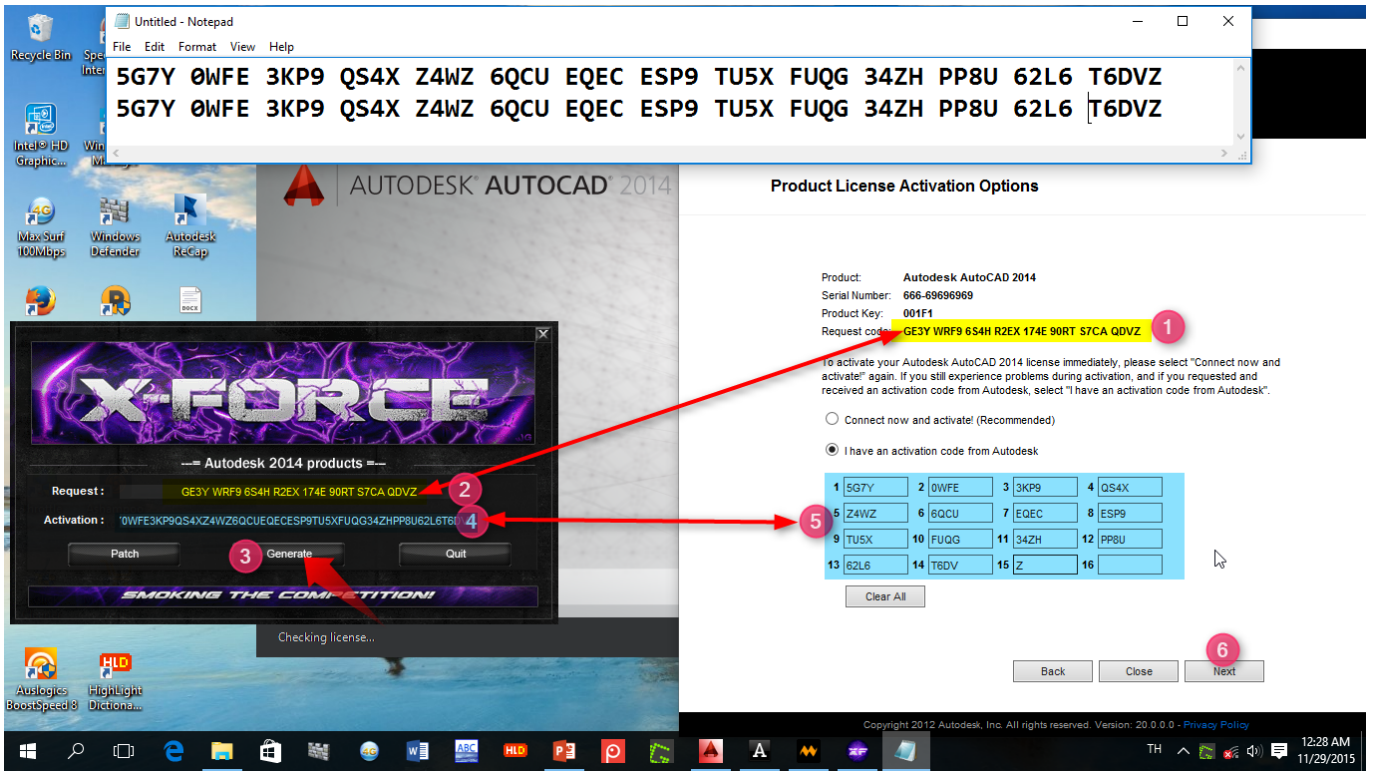 Untitled - Notepad
File Edit Format View Help
5G7Y 0WFE 3KP9 QS4X Z4WZ 6QCU EQEC ESP9 TU5X FUQG 34ZH PP8U 62L6 T6DVZ
5G7Y 0WFE 3KP9 QS4X Z4WZ 6QCU EQEC ESP9 TU5X FUQG 34ZH PP8U 62L6 T6DVZ
Recycle Bin
Intel® HD
Graphic...
Max Surf
100Mbps
Windows
Defender
Autodesk
ReCap
DOCX
AUTODESK® AUTOCAD® 2014
Product License Activation Options
Product: Autodesk AutoCAD 2014
Serial Number: 666-69696969
Product Key: 001F1
Request code: GE3Y WRF9 6S4H R2EX 174E 90RT S7CA QDVZ
1
To activate your Autodesk AutoCAD 2014 license immediately, please select "Connect now and
activate!" again. If you still experience problems during activation, and if you requested and
received an activation code from Autodesk, select "I have an activation code from Autodesk".
Connect now and activate! (Recommended)
I have an activation code from Autodesk
1 5G7Y 2 0WFE 3 3KP9 4 QS4X
5 Z4WZ 6 6QCU 7 EQEC 8 ESP9
9 TU5X 10 FUQG 11 34ZH 12 PP8U
13 62L6 14 T6DV 15 Z 16
5
Clear All
6
Back Close Next
Copyright 2012 Autodesk, Inc. All rights reserved. Version: 20.0.0.0 - Privacy Policy
X-FORCE
---= Autodesk 2014 products =---
Request : GE3Y WRF9 6S4H R2EX 174E 90RT S7CA QDVZ
2
Activation : 0WFE3KP9QS4XZ4WZ6QCUEQECESP9TU5XFUQG34ZHPP8U62L6T6D
4
Patch 3 Generate Quit
SMOKING THE COMPETITION!
Checking license...
Auslogics
BoostSpeed 8
HLD
HighLight
Dictiona...
4G
ABC
HLD
TH
12:28 AM
11/29/2015